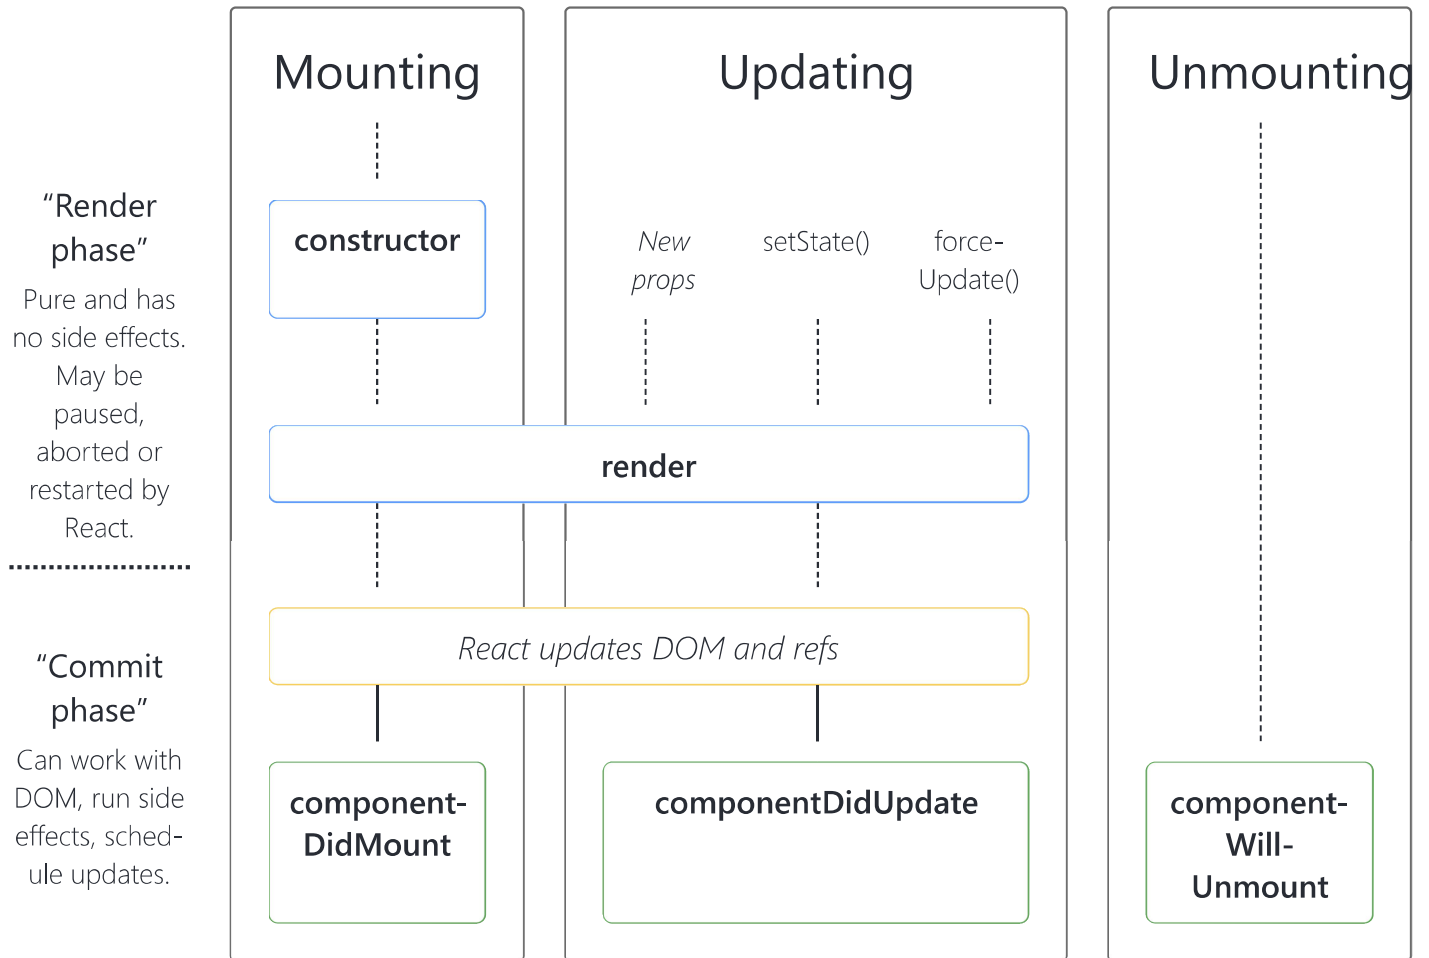 Mounting
Updating
Unmounting
“Render
phase”
Pure and has
no side effects.
May be
paused,
aborted or
restarted by
React.
constructor
New
props
setState()
force-
Update()
render
React updates DOM and refs
“Commit
phase”
Can work with
DOM, run side
effects, sched-
ule updates.
component-
DidMount
componentDidUpdate
component-
Will-
Unmount